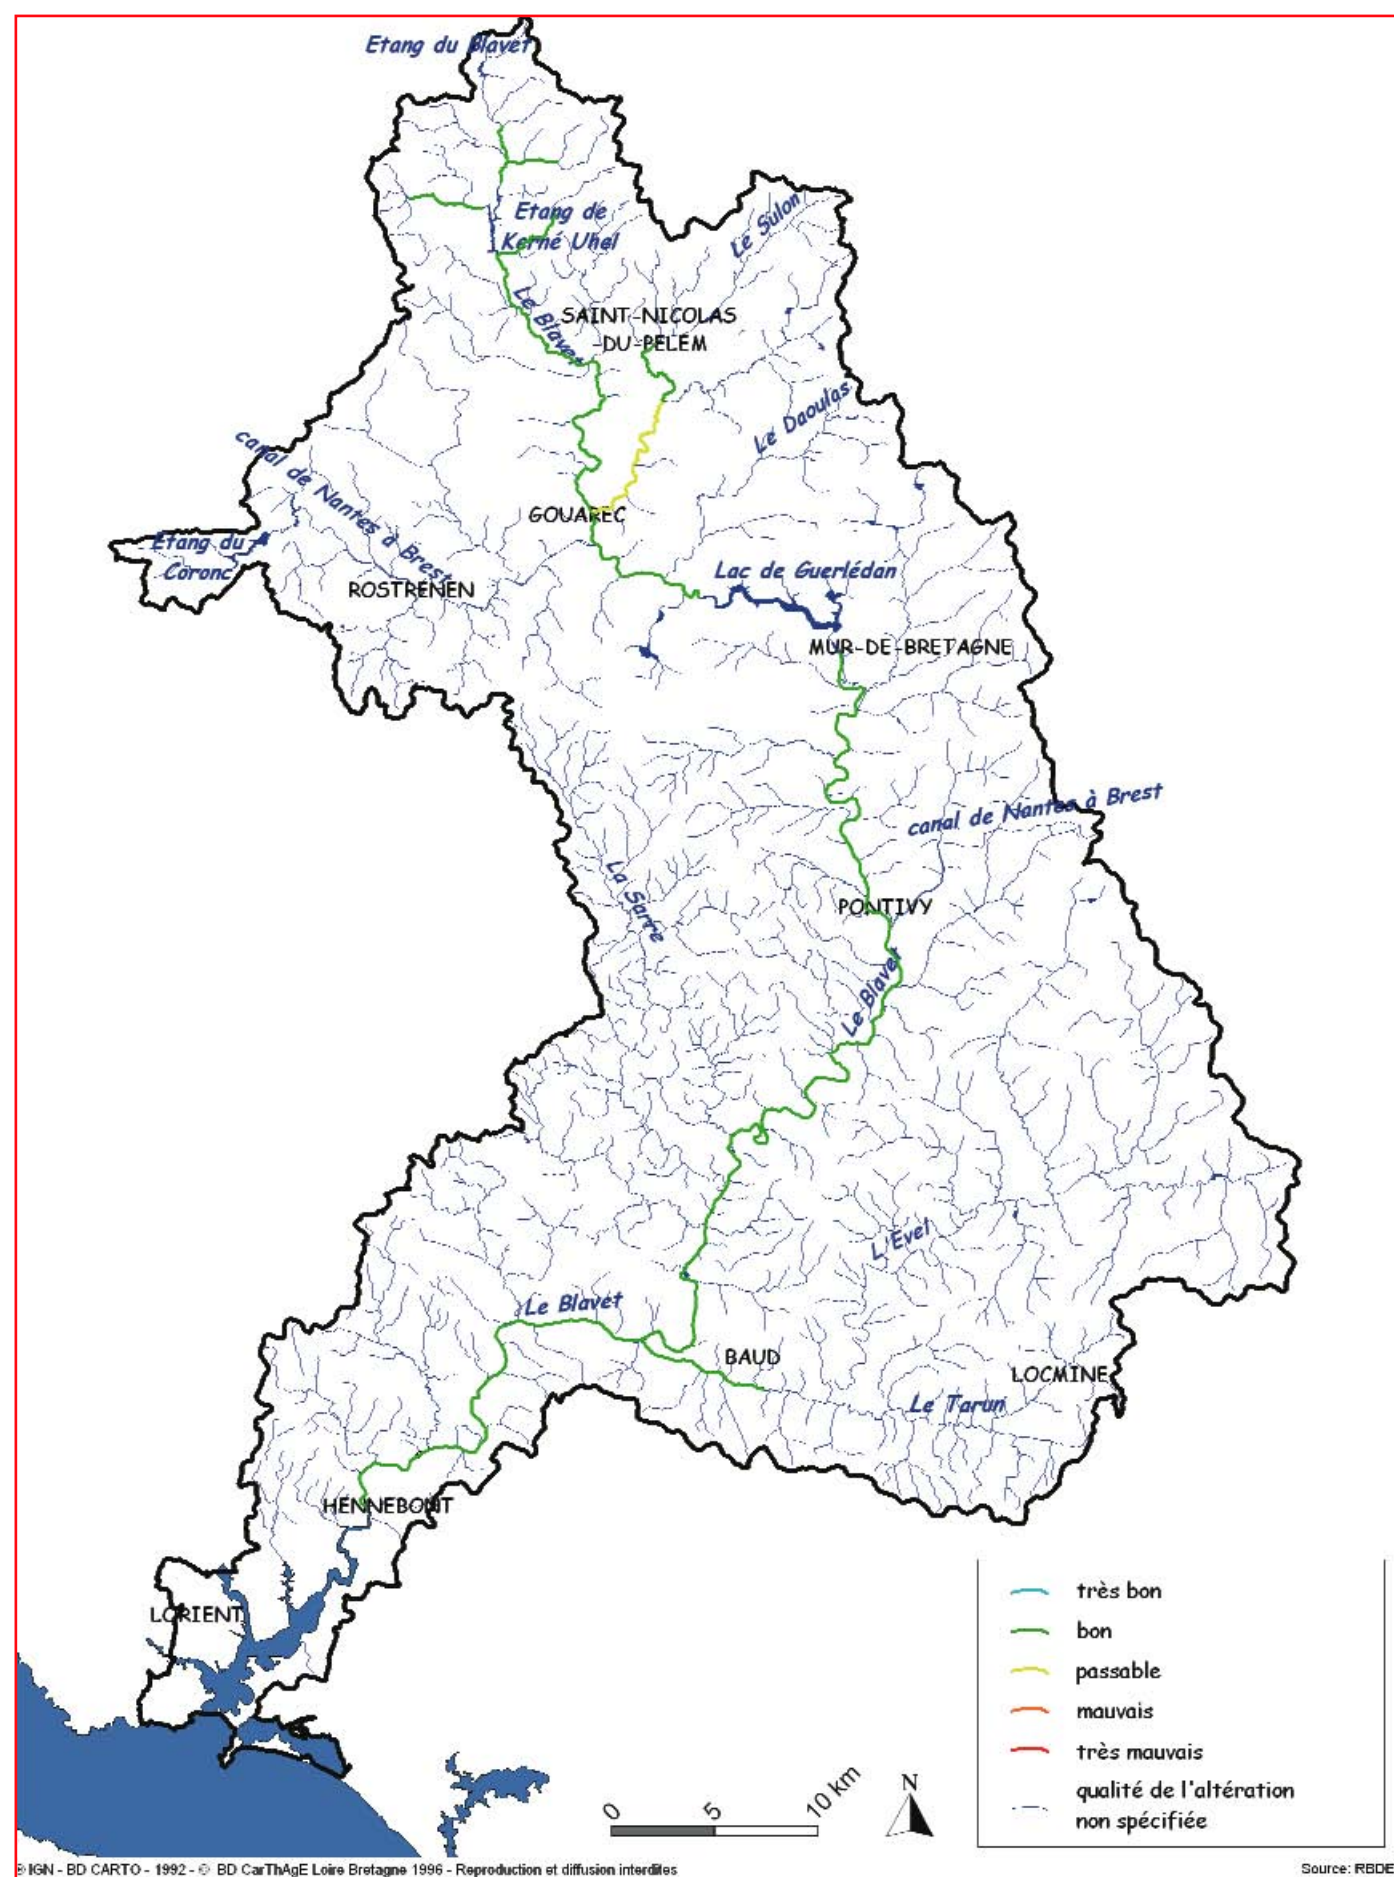 Etang du Blavet
Le Sulon
Etang de
Kerné Uhel
Le Blavet
SAINT-NICOLAS
-DU-PELEM
Le Daoulas
canal de Nantes à Brest
GOUAREC
Etang du
Coronc
Lac de Guerlédan
ROSTRENEN
MUR-DE-BRETAGNE
canal de Nantes à Brest
La Sarre
PONTIVY
Le Blavet
L'Evel
Le Blavet
BAUD
LOCMINE
Le Tarun
HENNEBONT
LORIENT
très bon
bon
passable
mauvais
très mauvais
qualité de l'altération
non spécifiée
0 5 10 km
N
© IGN - BD CARTO - 1992 - © BD CarThAgE Loire Bretagne 1996 - Reproduction et diffusion interdites
Source: RBDE